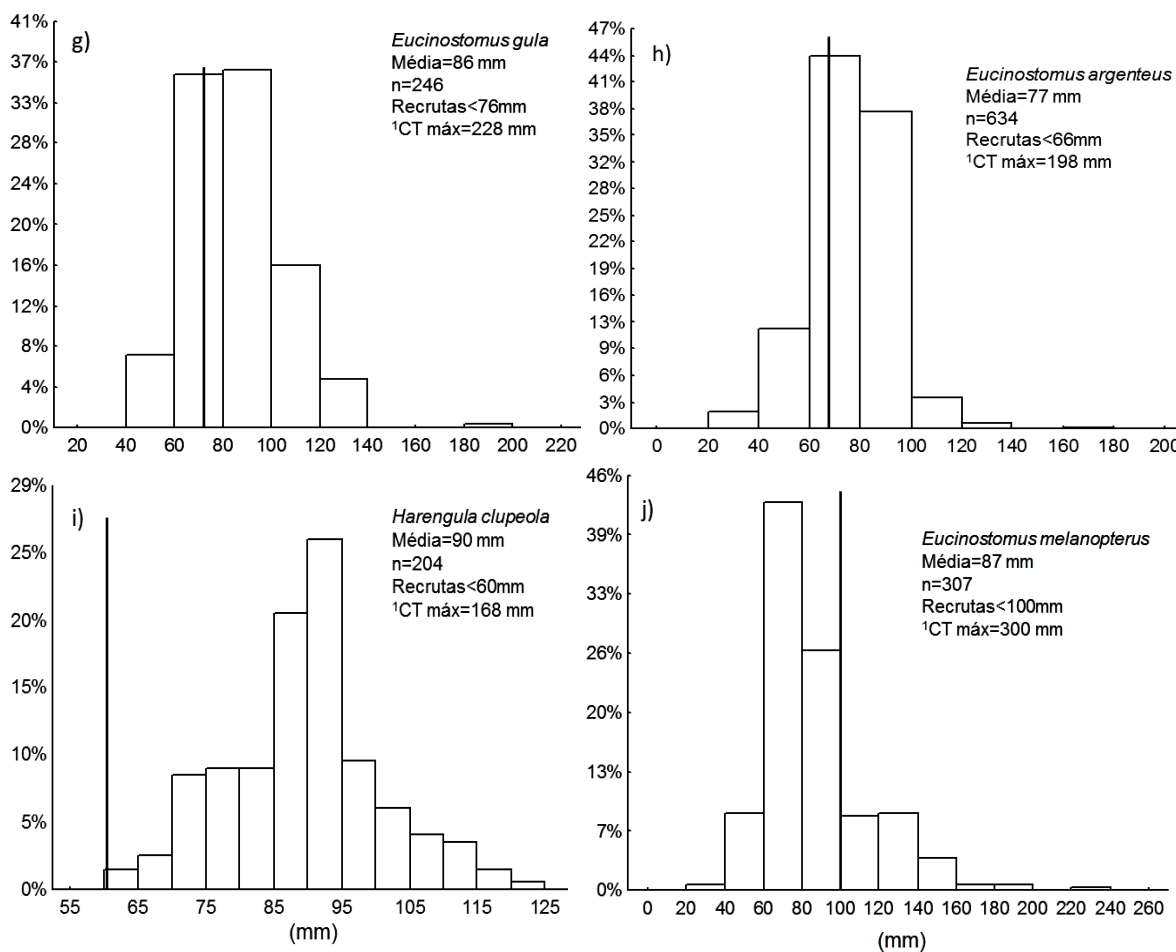 g)
Eucinostomus gula
Média=86 mm
n=246
Recrutas<76mm
¹CT máx=228 mm
41%
37%
33%
29%
24%
20%
16%
12%
8%
4%
0%
20 40 60 80 100 120 140 160 180 200 220
h)
Eucinostomus argenteus
Média=77 mm
n=634
Recrutas<66mm
¹CT máx=198 mm
47%
44%
41%
38%
35%
32%
28%
25%
22%
19%
16%
13%
9%
6%
3%
0%
0 20 40 60 80 100 120 140 160 180 200
i)
Harengula clupeola
Média=90 mm
n=204
Recrutas<60mm
¹CT máx=168 mm
29%
25%
20%
15%
10%
5%
0%
55 65 75 85 95 105 115 125
(mm)
j)
Eucinostomus melanopterus
Média=87 mm
n=307
Recrutas<100mm
¹CT máx=300 mm
46%
39%
33%
26%
20%
13%
7%
0%
0 20 40 60 80 100 120 140 160 180 200 220 240 260
(mm)